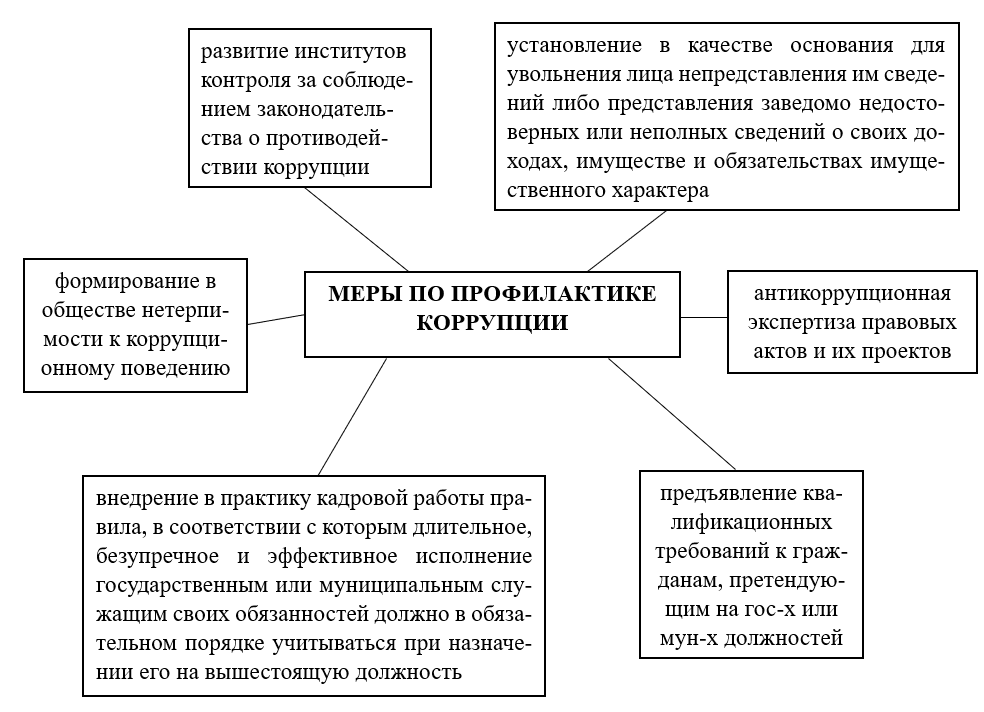 развитие институтов
контроля за соблюде-
нием законодатель-
ства о противодей-
ствии коррупции
установление в качестве основания для
увольнения лица непредставления им сведе-
ний либо представления заведомо недосто-
верных или неполных сведений о своих до-
ходах, имуществе и обязательствах имуще-
ственного характера
формирование в
обществе нетерпи-
мости к коррупци-
онному поведению
МЕРЫ ПО ПРОФИЛАКТИКЕ
КОРРУПЦИИ
антикоррупционная
экспертиза правовых
актов и их проектов
внедрение в практику кадровой работы пра-
вила, в соответствии с которым длительное,
безупречное и эффективное исполнение
государственным или муниципальным слу-
жащим своих обязанностей должно в обяза-
тельном порядке учитываться при назначе-
нии его на вышестоящую должность
предъявление ква-
лификационных
требований к граж-
данам, претендую-
щим на гос-х или
мун-х должностей